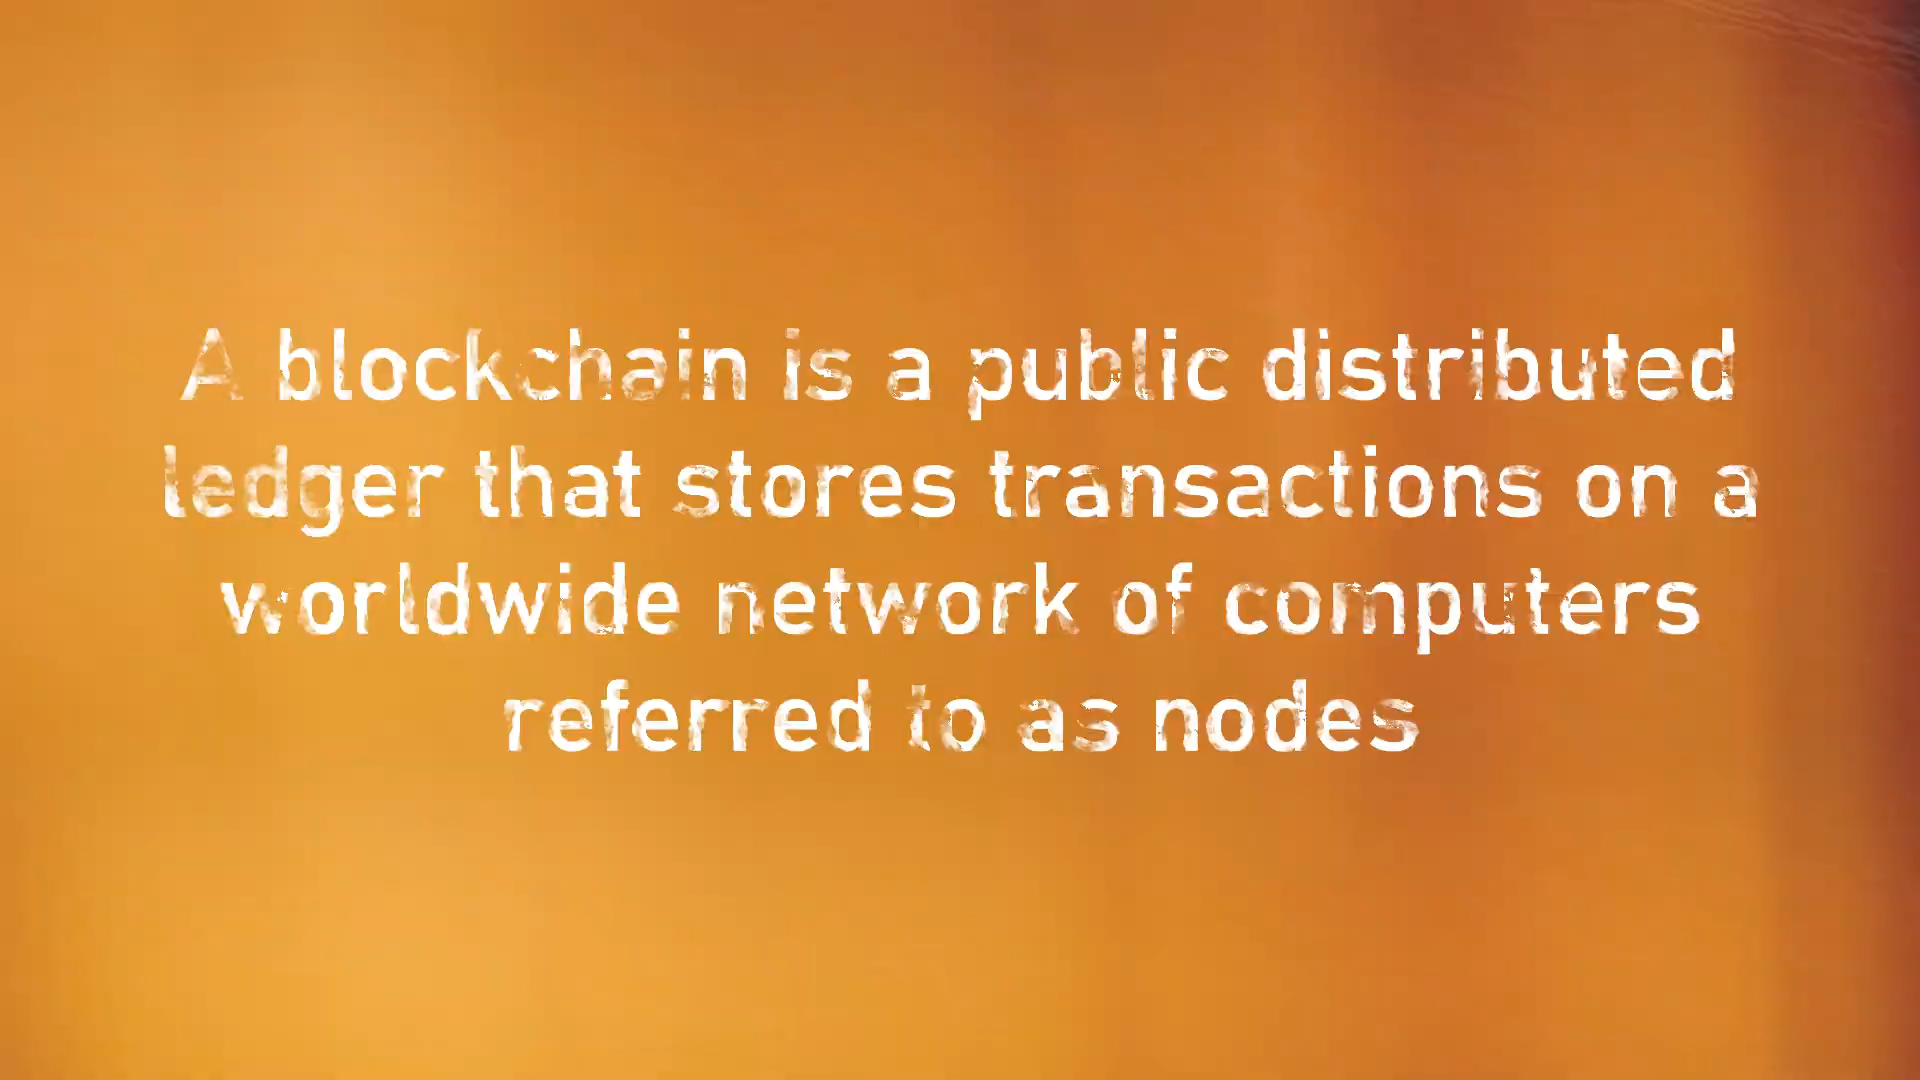 A blockchain is a public distributed
ledger that stores transactions on a
worldwide network of computers
referred to as nodes